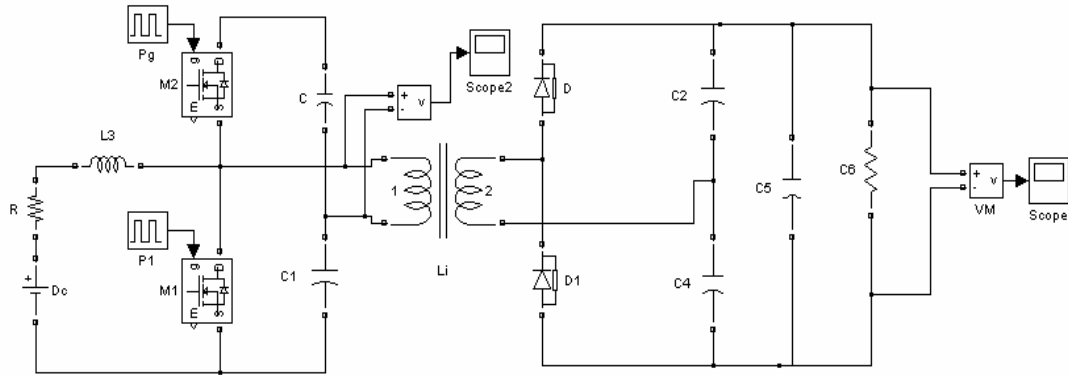 Pg
M2
g
D
E
s
v
C
+
-
v
Scope2
D
C2
L3
1
2
C5
C6
+
-
v
VM
Scope
R
P1
M1
g
D
E
s
v
C1
Li
D1
C4
+
Dc